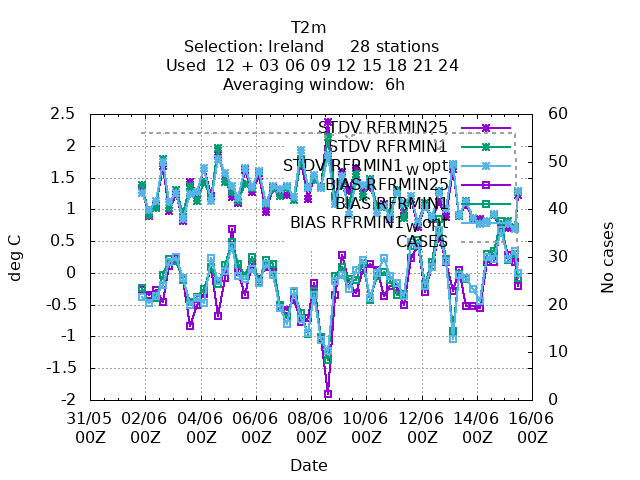 T2m
Selection: Ireland 28 stations
Used 12 + 03 06 09 12 15 18 21 24
Averaging window: 6h
STDV RFRMIN25
STDV RFRMIN1
STDV RFRMIN1_W opt
BIAS RFRMIN25
BIAS RFRMIN1
BIAS RFRMIN1_W opt
CASES
2.5
2
1.5
1
0.5
0
-0.5
-1
-1.5
-2
deg C
60
50
40
30
20
10
0
No cases
31/05 02/06 04/06 06/06 08/06 10/06 12/06 14/06 16/06
00Z 00Z 00Z 00Z 00Z 00Z 00Z 00Z 00Z
Date